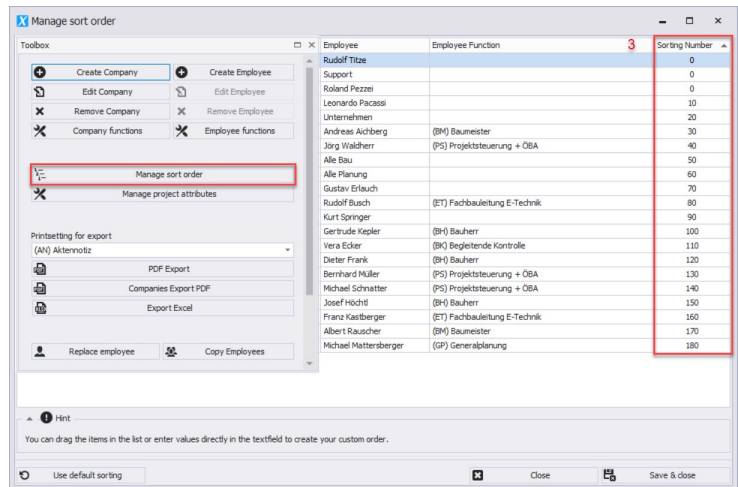 Manage sort order
Toolbox
Create Company Create Employee
Edit Company Edit Employee
Remove Company Remove Employee
Company functions Employee functions
Manage sort order
Manage project attributes
Printsetting for export
(AN) Aktennotiz
PDF Export
Companies Export PDF
Export Excel
Replace employee Copy Employees
Employee Employee Function 3 Sorting Number
Rudolf Titze 0
Support 0
Roland Pezzei 0
Leonardo Pacassi 10
Unternehmen 20
Andreas Aichberg (BM) Baumeister 30
Jörg Waldherr (PS) Projektsteuerung + ÖBA 40
Alle Bau 50
Alle Planung 60
Gustav Erlauch 70
Rudolf Busch (ET) Fachbauleitung E-Technik 80
Kurt Springer 90
Gertrude Kepler (BH) Bauherr 100
Vera Ecker (BK) Begleitende Kontrolle 110
Dieter Frank (BH) Bauherr 120
Bernhard Müller (PS) Projektsteuerung + ÖBA 130
Michael Schnatter (PS) Projektsteuerung + ÖBA 140
Josef Höchtl (BH) Bauherr 150
Franz Kastberger (ET) Fachbauleitung E-Technik 160
Albert Rauscher (BM) Baumeister 170
Michael Mattersberger (GP) Generalplanung 180
Hint
You can drag the items in the list or enter values directly in the textfield to create your custom order.
Use default sorting Close Save & close